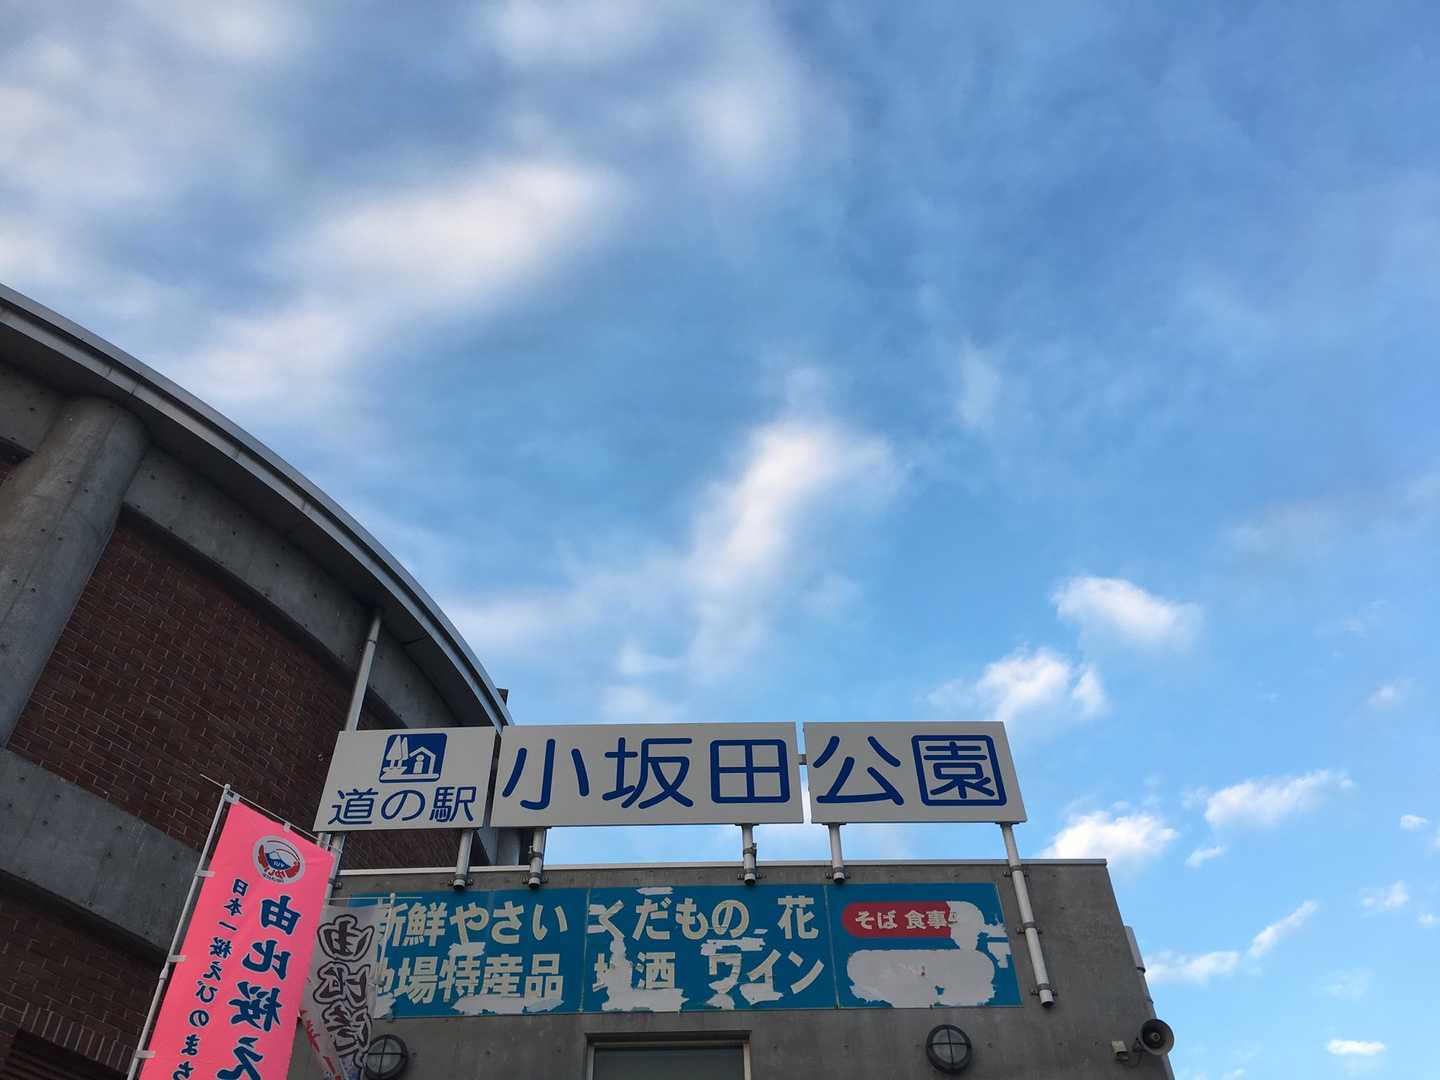 道の駅
小坂田公園
新鮮やさい くだもの 花
地場特産品 地酒 ワイン
そば 食事
日本一桜えびのまち
由比桜え
由比